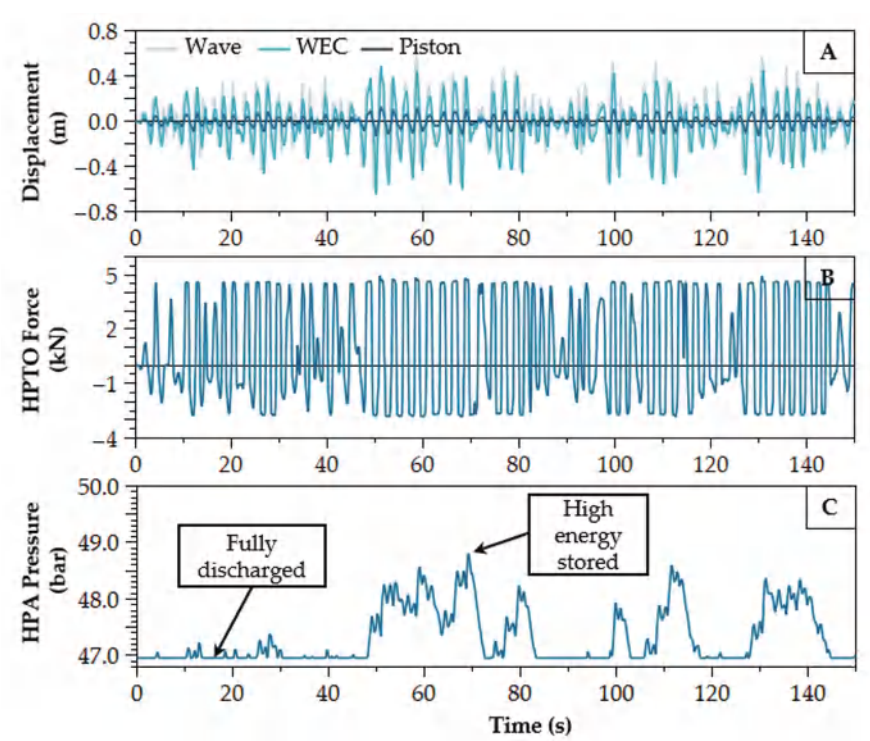 0.8
Wave WEC Piston
A
0.4
0.0
−0.4
−0.8
Displacement
(m)
0 20 40 60 80 100 120 140
5
B
2
−1
−4
HPTO Force
(kN)
0 20 40 60 80 100 120 140
50.0
C
High
energy
stored
49.0
Fully
discharged
48.0
47.0
HPA Pressure
(bar)
0 20 40 60 80 100 120 140
Time (s)